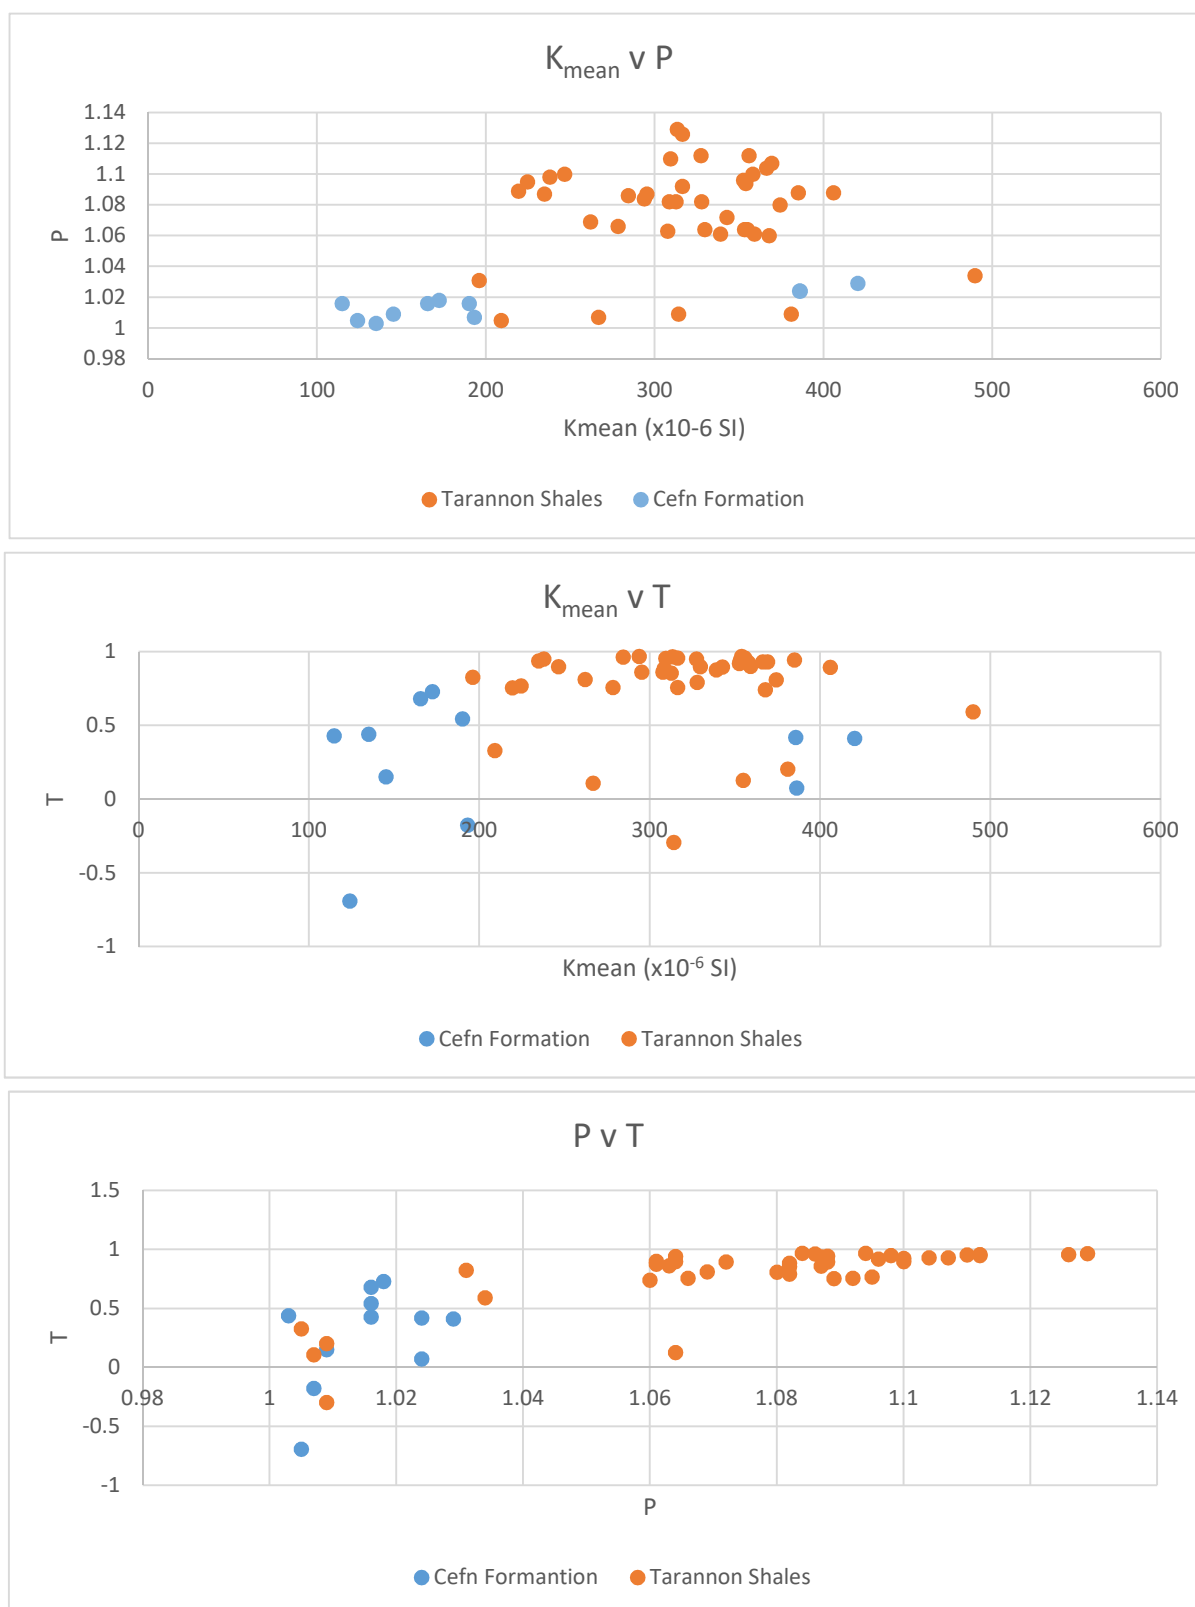 K_mean v P
1.14
1.12
1.1
1.08
1.06
1.04
1.02
1
0.98
P
0 100 200 300 400 500 600
Kmean (x10-6 SI)
Tarannon Shales Cefn Formation
K_mean v T
1
0.5
0
-0.5
-1
T
0 100 200 300 400 500 600
Kmean (x10⁻⁶ SI)
Cefn Formation Tarannon Shales
P v T
1.5
1
0.5
0
-0.5
-1
T
0.98 1 1.02 1.04 1.06 1.08 1.1 1.12 1.14
P
Cefn Formantion Tarannon Shales